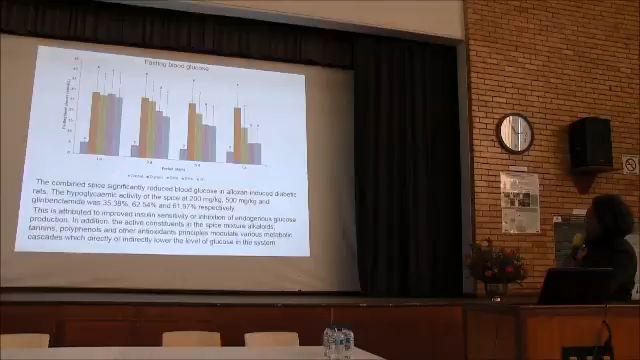 Fasting blood glucose
The combined spice significantly reduced blood glucose in alloxan-induced diabetic
rats. The hypoglycaemic activity of the spice at 200 mg/kg, 500 mg/kg and
glinbenclamide was 35.38%, 62.54% and 61.97% respectively.
This is attributed to improved insulin sensitivity or inhibition of endogenous glucose
production. In addition, the active constituents in the spice mixture alkaloids,
tannins, polyphenols and other antioxidants principles modulate various metabolic
cascades which directly or indirectly lower the level of glucose in the system